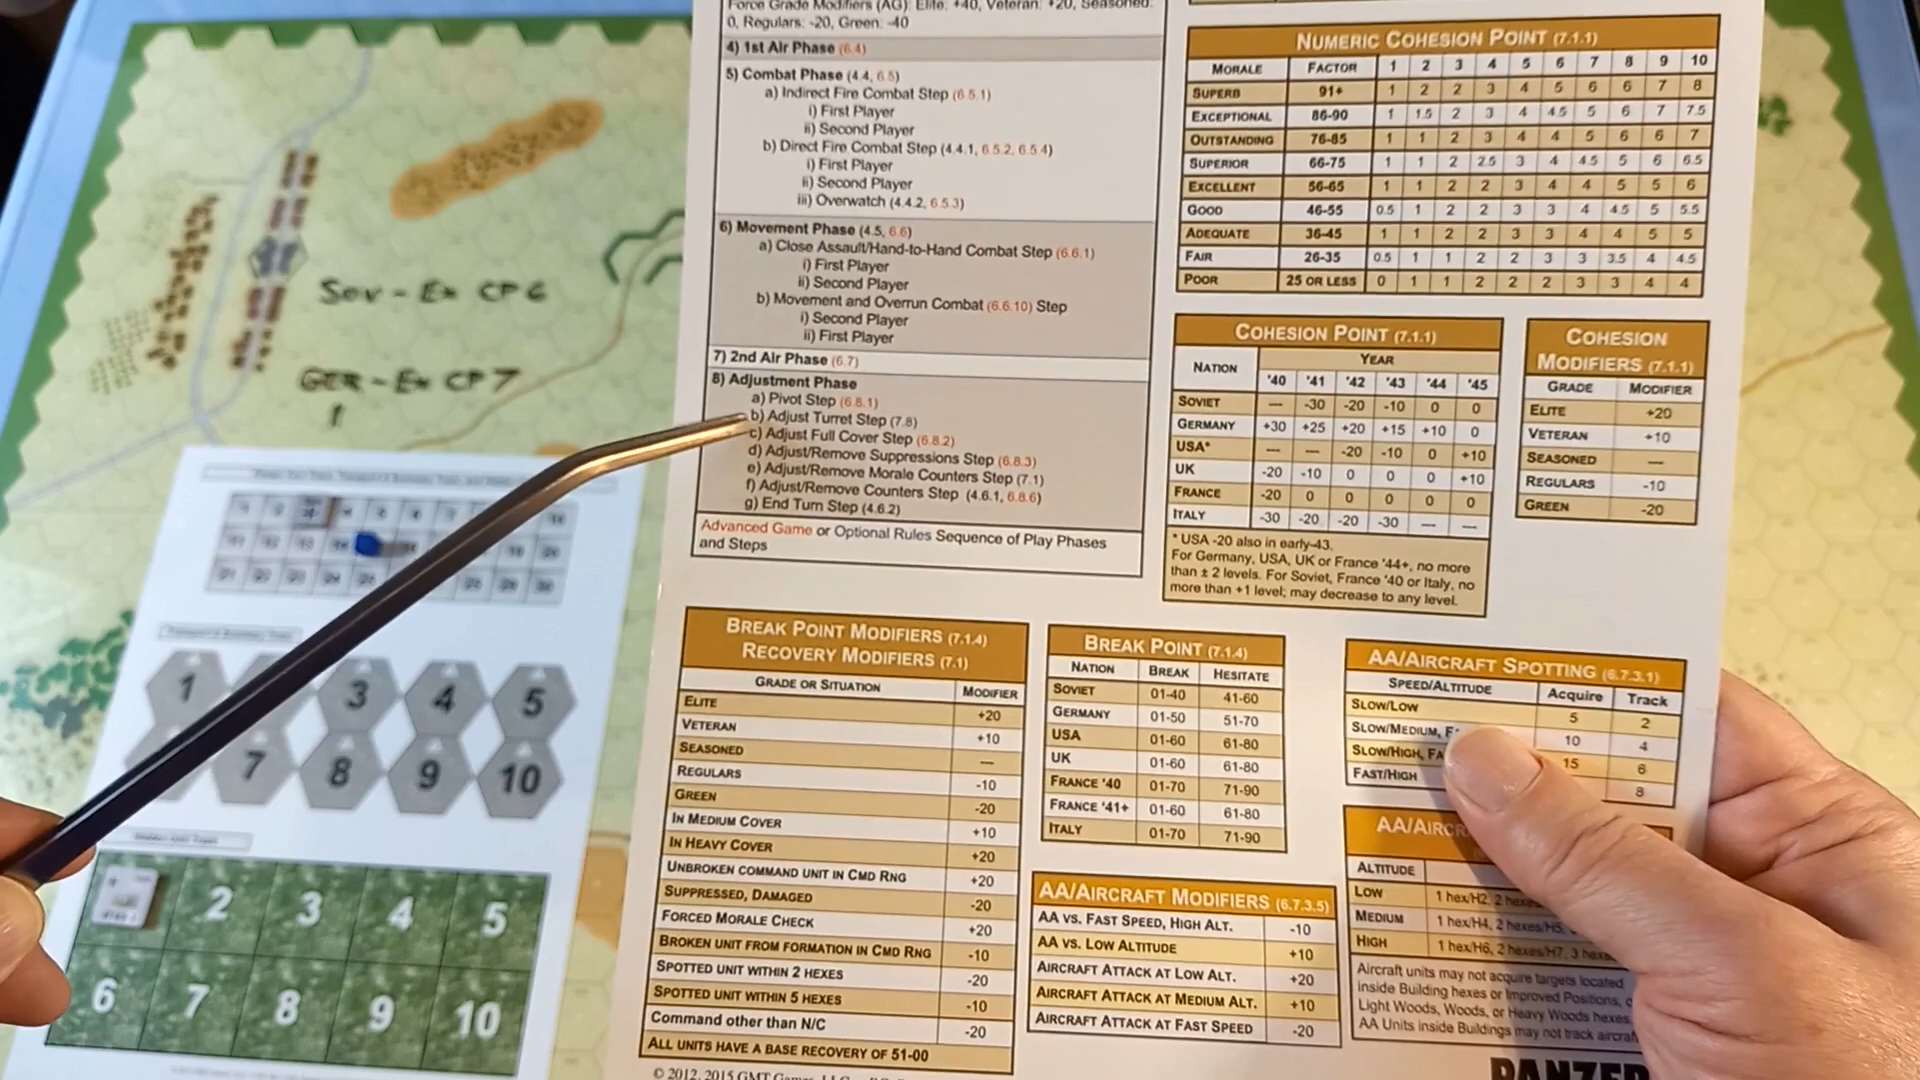 Force Grade Modifiers (AG): Elite: +40, Veteran: +20, Seasoned:
0, Regulars: -20, Green: -40
4) 1st Air Phase (6.4)
5) Combat Phase (4.4, 6.5)
a) Indirect Fire Combat Step (6.5.1)
i) First Player
ii) Second Player
b) Direct Fire Combat Step (4.4.1, 6.5.2, 6.5.4)
i) First Player
ii) Second Player
iii) Overwatch (4.4.2, 6.5.3)
6) Movement Phase (4.5, 6.6)
a) Close Assault/Hand-to-Hand Combat Step (6.6.1)
i) First Player
ii) Second Player
b) Movement and Overrun Combat (6.6.10) Step
i) Second Player
ii) First Player
7) 2nd Air Phase (6.7)
8) Adjustment Phase
a) Pivot Step (6.8.1)
b) Adjust Turret Step (7.8)
c) Adjust Full Cover Step (6.8.2)
d) Adjust/Remove Suppressions Step (6.8.3)
e) Adjust/Remove Morale Counters Step (7.1)
f) Adjust/Remove Counters Step (4.6.1, 6.8.6)
g) End Turn Step (4.6.2)
Advanced Game or Optional Rules Sequence of Play Phases
and Steps
NUMERIC COHESION POINT (7.1.1)
MORALE FACTOR 1 2 3 4 5 6 7 8 9 10
SUPERB 91+ 1 2 2 3 4 5 6 6 7 8
EXCEPTIONAL 86-90 1 1.5 2 3 4 4.5 5 6 7 7.5
OUTSTANDING 76-85 1 1 2 3 4 4 5 6 6 7
SUPERIOR 66-75 1 1 2 2.5 3 4 4.5 5 6 6.5
EXCELLENT 56-65 1 1 2 2 3 4 4 5 5 6
GOOD 46-55 0.5 1 2 2 3 3 4 4.5 5 5.5
ADEQUATE 36-45 1 1 2 2 3 3 4 4 5 5
FAIR 26-35 0.5 1 1 2 2 3 3 3.5 4 4.5
POOR 25 OR LESS 0 1 1 2 2 2 3 3 4 4
COHESION POINT (7.1.1)
NATION YEAR
'40 '41 '42 '43 '44 '45
SOVIET — -30 -20 -10 0 0
GERMANY +30 +25 +20 +15 +10 0
USA* — — -20 -10 0 +10
UK -20 -10 0 0 0 +10
FRANCE -20 0 0 0 0 0
ITALY -30 -20 -20 -30 — —
* USA -20 also in early-43.
For Germany, USA, UK or France '44+, no more
than ± 2 levels. For Soviet, France '40 or Italy, no
more than +1 level; may decrease to any level.
COHESION
MODIFIERS (7.1.1)
GRADE MODIFIER
ELITE +20
VETERAN +10
SEASONED —
REGULARS -10
GREEN -20
BREAK POINT MODIFIERS (7.1.4)
RECOVERY MODIFIERS (7.1)
GRADE OR SITUATION MODIFIER
ELITE +20
VETERAN +10
SEASONED —
REGULARS -10
GREEN -20
IN MEDIUM COVER +10
IN HEAVY COVER +20
UNBROKEN COMMAND UNIT IN CMD RNG +20
SUPPRESSED, DAMAGED -20
FORCED MORALE CHECK +20
BROKEN UNIT FROM FORMATION IN CMD RNG -10
SPOTTED UNIT WITHIN 2 HEXES -20
SPOTTED UNIT WITHIN 5 HEXES -10
Command other than N/C -20
ALL UNITS HAVE A BASE RECOVERY OF 51-00
BREAK POINT (7.1.4)
NATION BREAK HESITATE
SOVIET 01-40 41-60
GERMANY 01-50 51-70
USA 01-60 61-80
UK 01-60 61-80
FRANCE '40 01-70 71-90
FRANCE '41+ 01-60 61-80
ITALY 01-70 71-90
AA/AIRCRAFT MODIFIERS (6.7.3.5)
AA VS. FAST SPEED, HIGH ALT. -10
AA VS. LOW ALTITUDE +10
AIRCRAFT ATTACK AT LOW ALT. +20
AIRCRAFT ATTACK AT MEDIUM ALT. +10
AIRCRAFT ATTACK AT FAST SPEED -20
AA/AIRCRAFT SPOTTING (6.7.3.1)
SPEED/ALTITUDE Acquire Track
SLOW/LOW 5 2
SLOW/MEDIUM, 10 4
SLOW/HIGH, 15 6
FAST/HIGH 8
AA/AIRCR
ALTITUDE
LOW 1 hex/H2, 2 hexes
MEDIUM 1 hex/H4, 2 hexes/H5,
HIGH 1 hex/H6, 2 hexes/H7, 3 hexes
Aircraft units may not acquire targets located
inside Building hexes or Improved Positions,
Light Woods, Woods, or Heavy Woods hexes.
AA Units inside Buildings may not track aircraft
PANZER
© 2012, 2015 GMT Games, LLC
Sov - Ex CP 6
GER - Ex CP 7
1 3 4 5
7 8 9 10
2 3 4 5
6 7 8 9 10